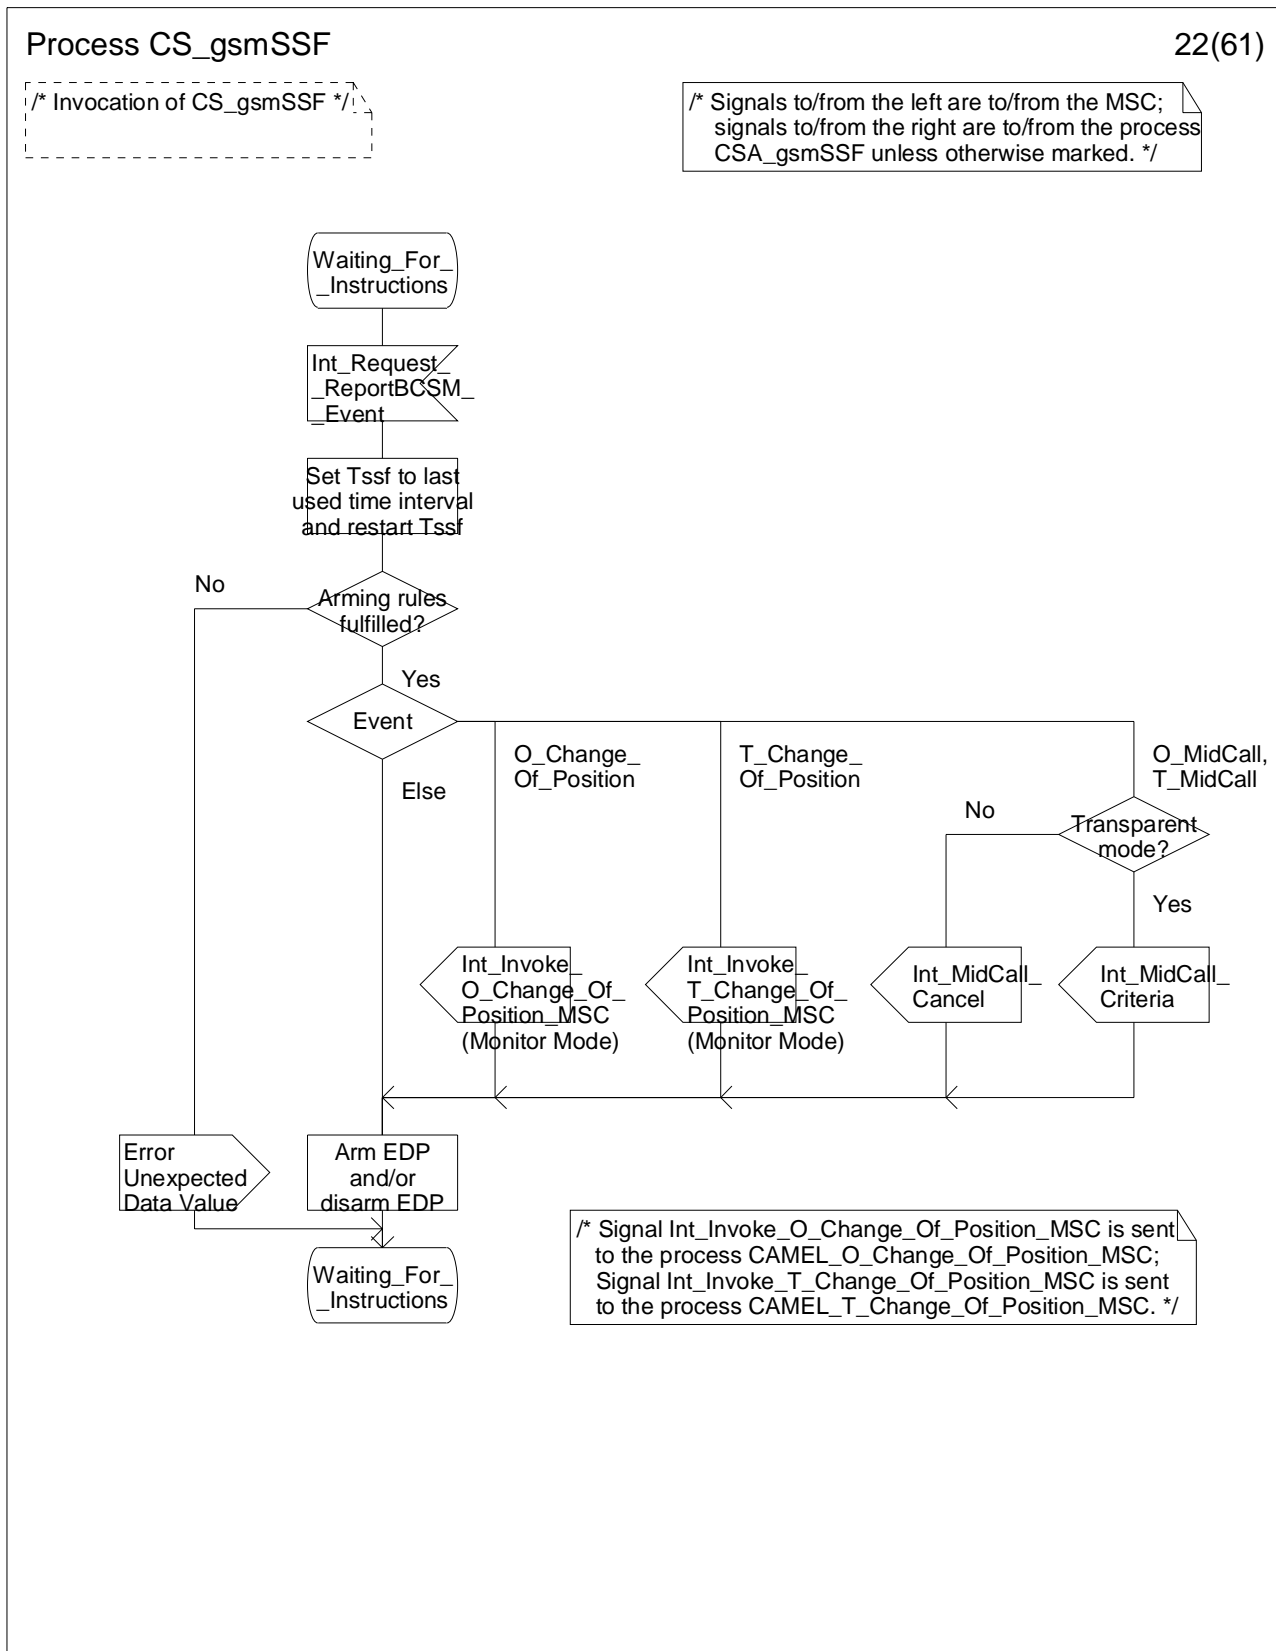 Process CS_gsmSSF
22(61)
/* Invocation of CS_gsmSSF */
/* Signals to/from the left are to/from the MSC;
signals to/from the right are to/from the process
CSA_gsmSSF unless otherwise marked. */
Waiting_For_
_Instructions
Int_Request_
_ReportBCSM_
_Event
Set Tssf to last
used time interval
and restart Tssf
No
Arming rules
fulfilled?
Yes
Event
Else
O_Change_
Of_Position
T_Change_
Of_Position
O_MidCall,
T_MidCall
No
Transparent
mode?
Yes
Int_Invoke_
O_Change_Of_
Position_MSC
(Monitor Mode)
Int_Invoke_
T_Change_Of_
Position_MSC
(Monitor Mode)
Int_MidCall_
Cancel
Int_MidCall_
Criteria
Error
Unexpected
Data Value
Arm EDP
and/or
disarm EDP
/* Signal Int_Invoke_O_Change_Of_Position_MSC is sent
to the process CAMEL_O_Change_Of_Position_MSC;
Signal Int_Invoke_T_Change_Of_Position_MSC is sent
to the process CAMEL_T_Change_Of_Position_MSC. */
Waiting_For_
_Instructions